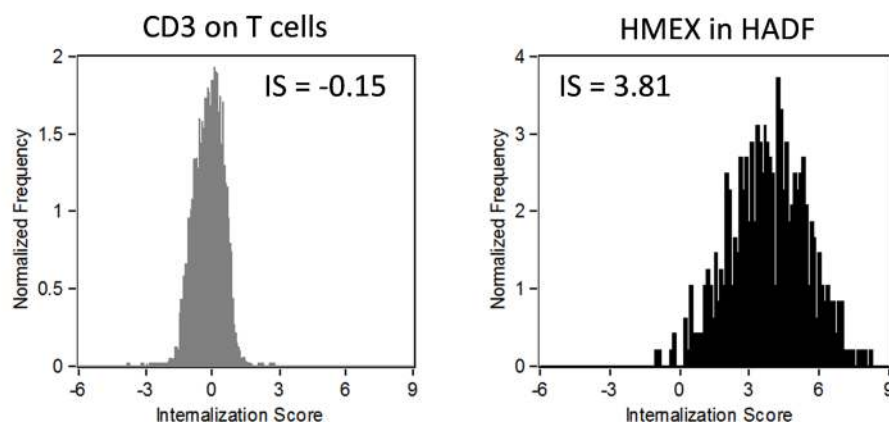 CD3 on T cells
IS = -0.15
Normalized Frequency
2
1.5
1
0.5
0
-6 -3 0 3 6 9
Internalization Score
HMEX in HADF
IS = 3.81
Normalized Frequency
4
3
2
1
0
-6 -3 0 3 6 9
Internalization Score